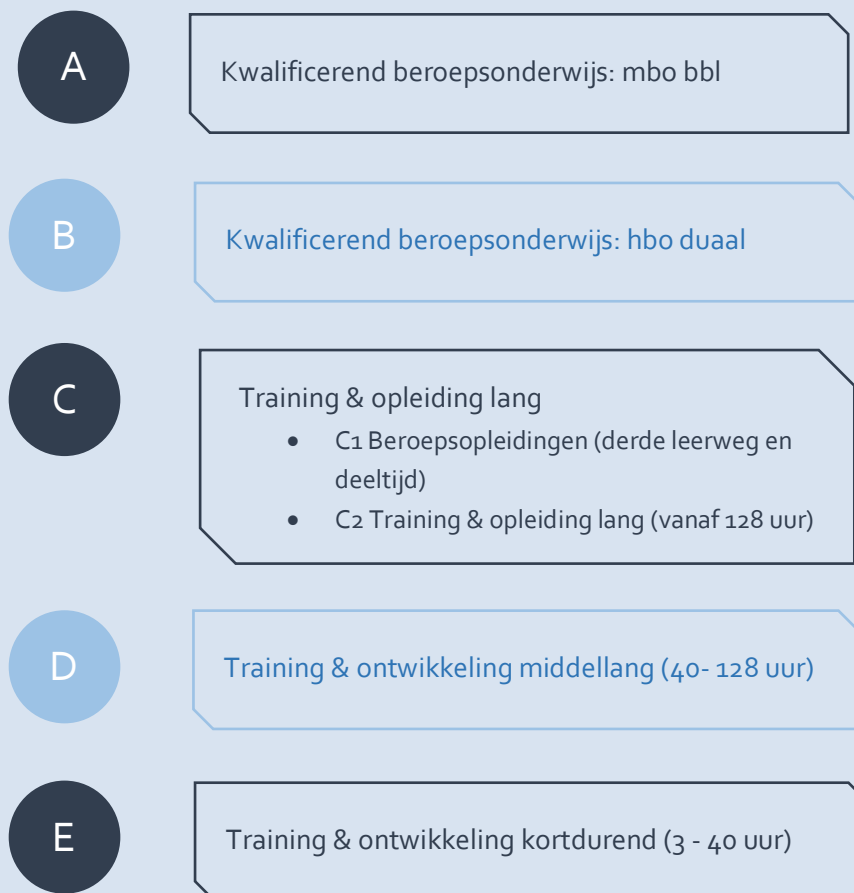 A
Kwalificerend beroepsonderwijs: mbo bbl
B
Kwalificerend beroepsonderwijs: hbo duaal
C
Training & opleiding lang
• C1 Beroepsopleidingen (derde leerweg en
deeltijd)
• C2 Training & opleiding lang (vanaf 128 uur)
D
Training & ontwikkeling middellang (40- 128 uur)
E
Training & ontwikkeling kortdurend (3 - 40 uur)